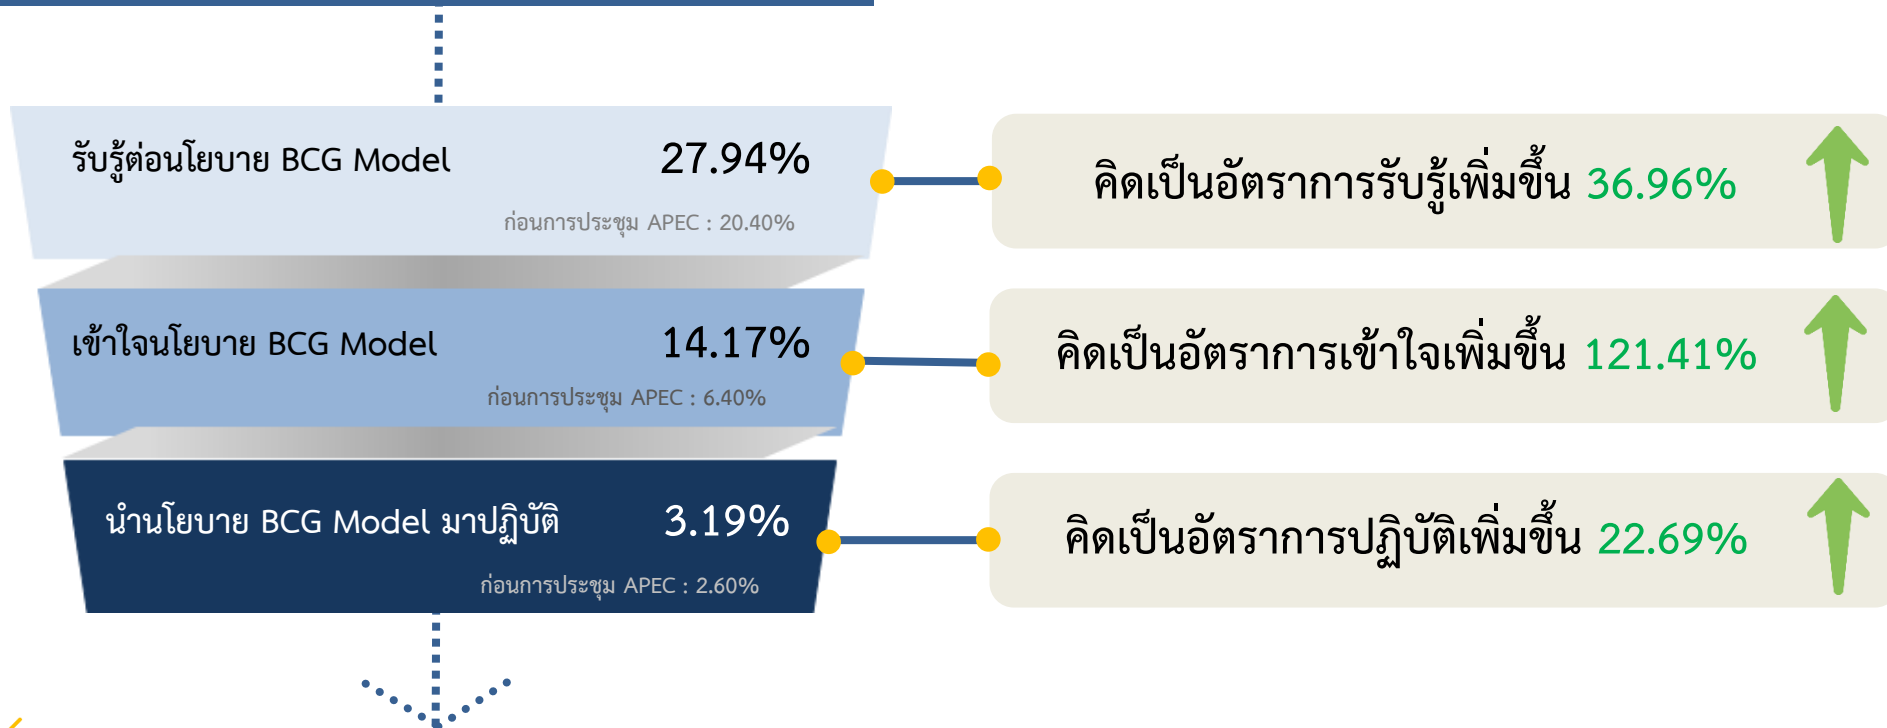 รับรู้ต่อนโยบาย BCG Model 27.94%
ก่อนการประชุม APEC : 20.40%
คิดเป็นอัตราการรับรู้เพิ่มขึ้น 36.96%
เข้าใจนโยบาย BCG Model 14.17%
ก่อนการประชุม APEC : 6.40%
คิดเป็นอัตราการเข้าใจเพิ่มขึ้น 121.41%
นำนโยบาย BCG Model มาปฏิบัติ 3.19%
ก่อนการประชุม APEC : 2.60%
คิดเป็นอัตราการปฏิบัติเพิ่มขึ้น 22.69%